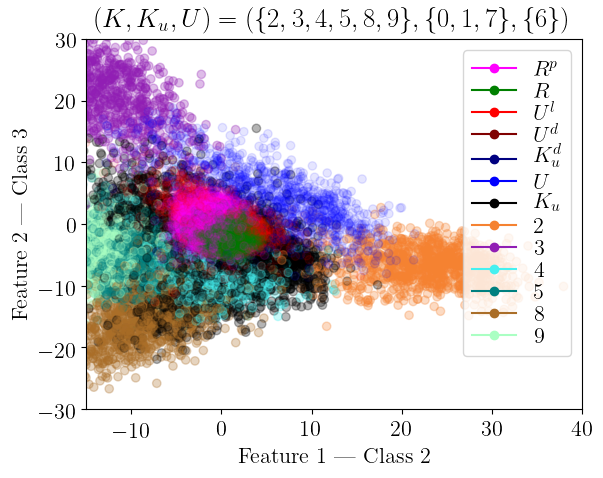 (K, K_u, U) = ({2, 3, 4, 5, 8, 9}, {0, 1, 7}, {6})
30
20
10
0
−10
−20
−30
Feature 2 — Class 3
R^p
R
U^l
U^d
K_u^d
U
K_u
2
3
4
5
8
9
−10
0
10
20
30
40
Feature 1 — Class 2